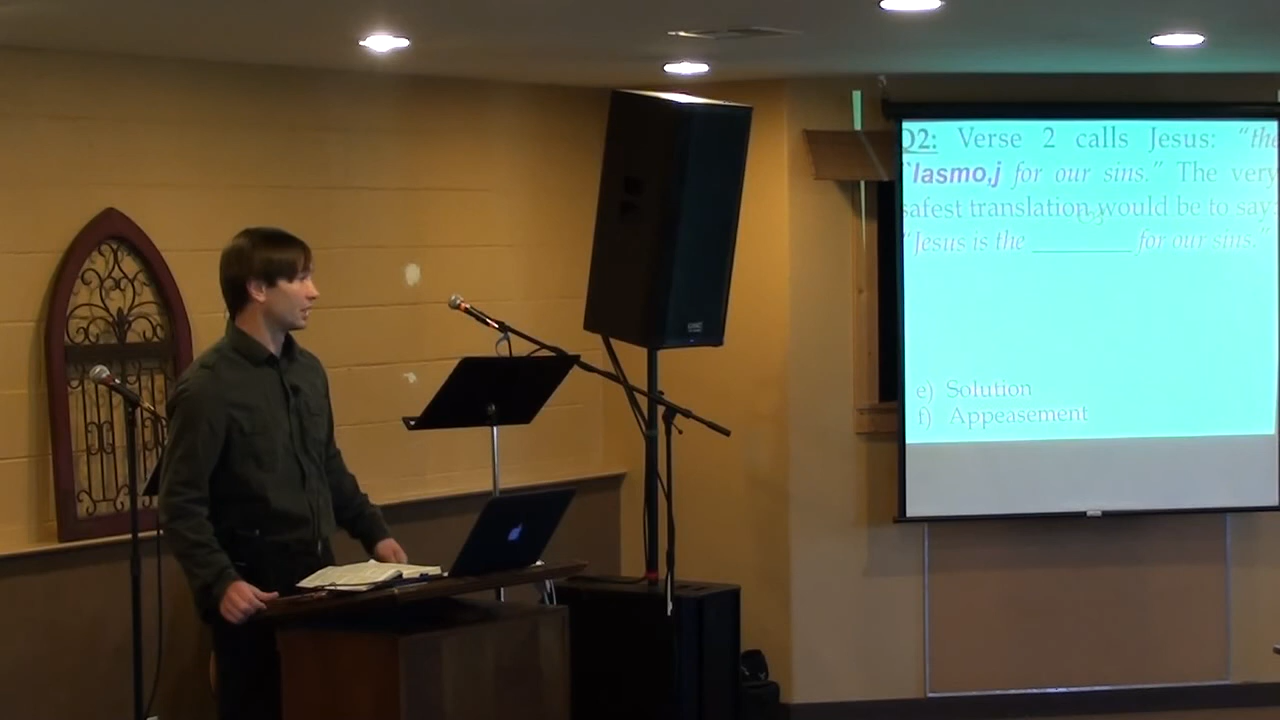 Q2: Verse 2 calls Jesus: "the
`lasmo,j for our sins." The very
safest translation would be to say
"Jesus is the ________ for our sins."
e) Solution
f) Appeasement